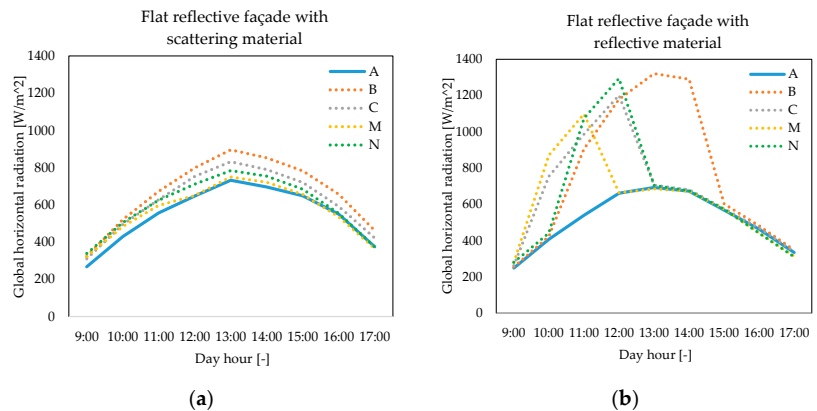 Flat reflective façade with
scattering material
Global horizontal radiation [W/m^2]
1400
1200
1000
800
600
400
200
0
A
B
C
M
N
9:00 10:00 11:00 12:00 13:00 14:00 15:00 16:00 17:00
Day hour [-]
(a)
Flat reflective façade with
reflective material
Global horizontal radiation [W/m^2]
1400
1200
1000
800
600
400
200
0
A
B
C
M
N
9:00 10:00 11:00 12:00 13:00 14:00 15:00 16:00 17:00
Day hour [-]
(b)